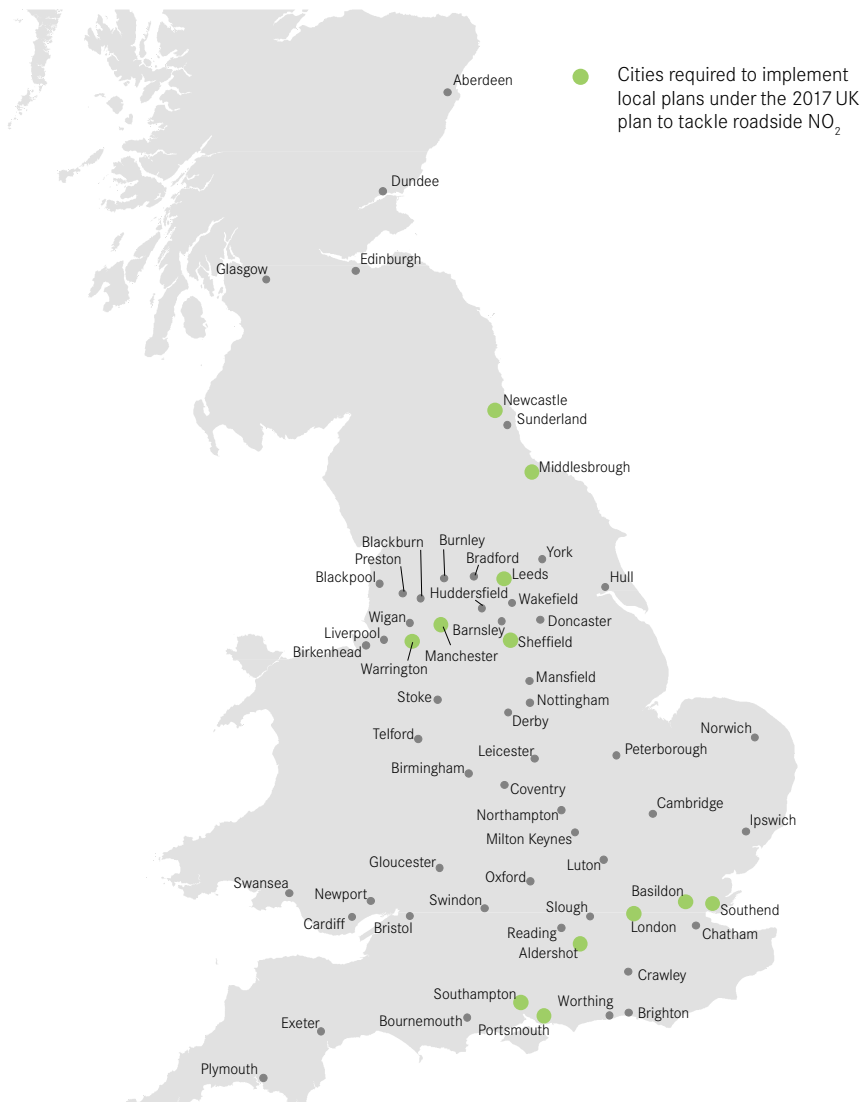 Cities required to implement
local plans under the 2017 UK
plan to tackle roadside NO2
Aberdeen
Dundee
Edinburgh
Glasgow
Newcastle
Sunderland
Middlesbrough
Blackburn
Burnley
Preston
Bradford
York
Blackpool
Leeds
Hull
Huddersfield
Wakefield
Wigan
Barnsley
Doncaster
Liverpool
Sheffield
Birkenhead
Manchester
Warrington
Mansfield
Stoke
Nottingham
Derby
Telford
Norwich
Leicester
Peterborough
Birmingham
Coventry
Cambridge
Northampton
Ipswich
Milton Keynes
Gloucester
Luton
Oxford
Swansea
Basildon
Newport
Swindon
Slough
Southend
Cardiff
Bristol
London
Reading
Chatham
Aldershot
Crawley
Southampton
Worthing
Brighton
Exeter
Bournemouth
Portsmouth
Plymouth